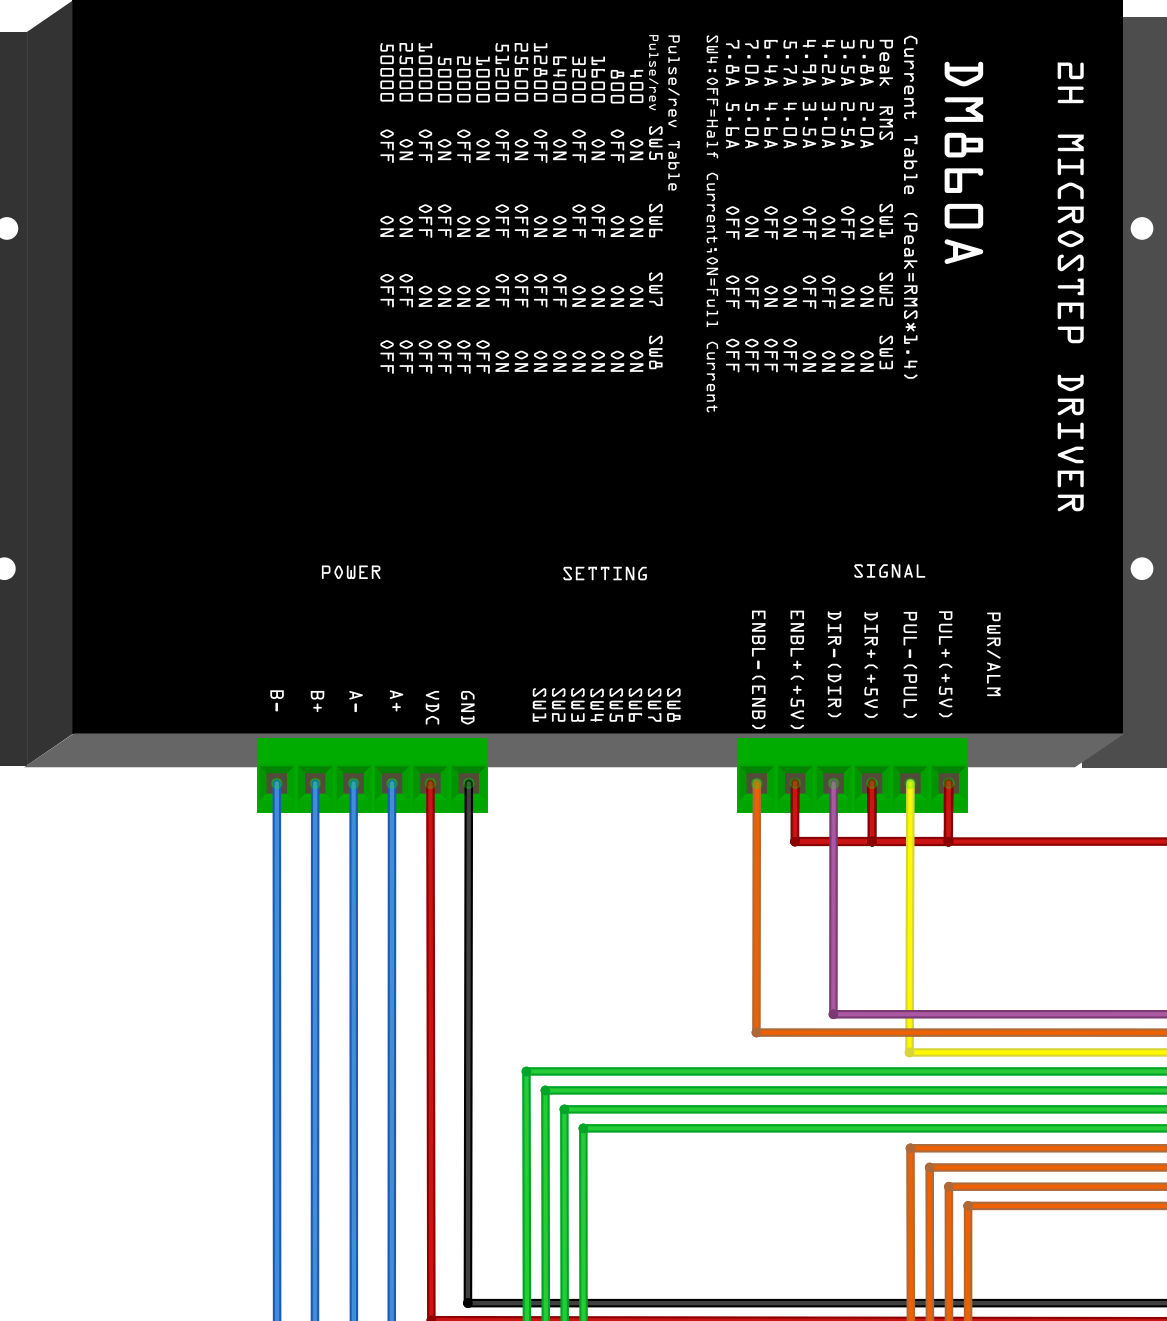 2H MICROSTEP DRIVER
DM860A
Current Table (Peak=RMS*1.4)
Peak RMS SW1 SW2 SW3
2.8A 2.0A ON ON ON
3.5A 2.5A OFF ON ON
4.2A 3.0A ON OFF ON
4.9A 3.5A OFF OFF ON
5.7A 4.0A ON ON OFF
6.4A 4.6A OFF ON OFF
7.0A 5.0A ON OFF OFF
7.8A 5.6A OFF OFF OFF
SW4:OFF=Half Current;ON=Full Current
Pulse/rev Table
Pulse/rev SW5 SW6 SW7 SW8
400 ON ON ON ON
800 OFF ON ON ON
1600 ON OFF ON ON
3200 OFF OFF ON ON
6400 ON ON OFF ON
12800 OFF ON OFF ON
25600 ON OFF OFF ON
51200 OFF OFF OFF ON
1000 ON ON ON OFF
2000 OFF ON ON OFF
5000 ON OFF ON OFF
10000 OFF OFF ON OFF
25000 ON ON OFF OFF
50000 OFF ON OFF OFF
POWER
SETTING
SIGNAL
PWR/ALM
PUL+(+5V)
PUL-(PUL)
DIR+(+5V)
DIR-(DIR)
ENBL+(+5V)
ENBL-(ENB)
SW8
SW7
SW6
SW5
SW4
SW3
SW2
SW1
GND
VDC
A+
A-
B+
B-